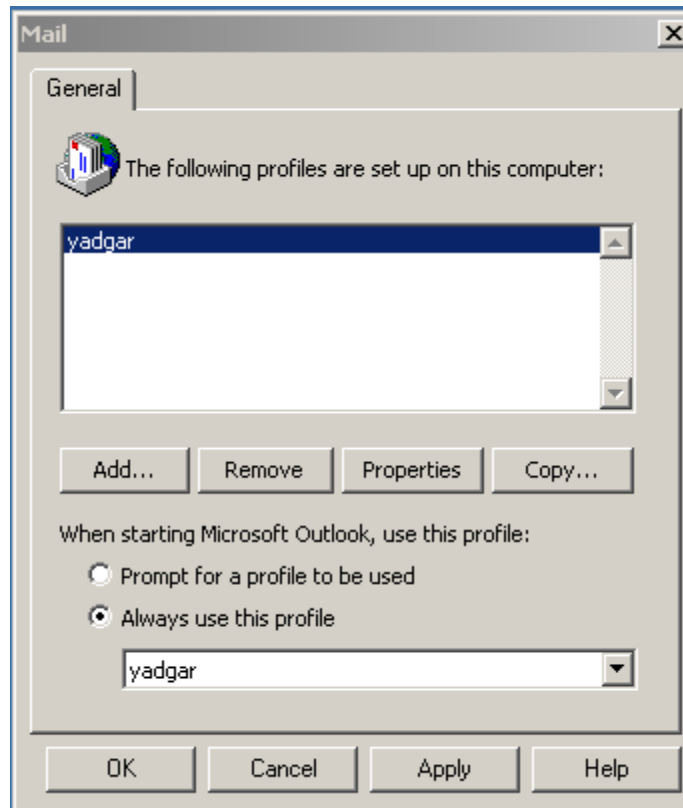 Mail
General
The following profiles are set up on this computer:
yadgar
Add... Remove Properties Copy...
When starting Microsoft Outlook, use this profile:
Prompt for a profile to be used
Always use this profile
yadgar
OK Cancel Apply Help